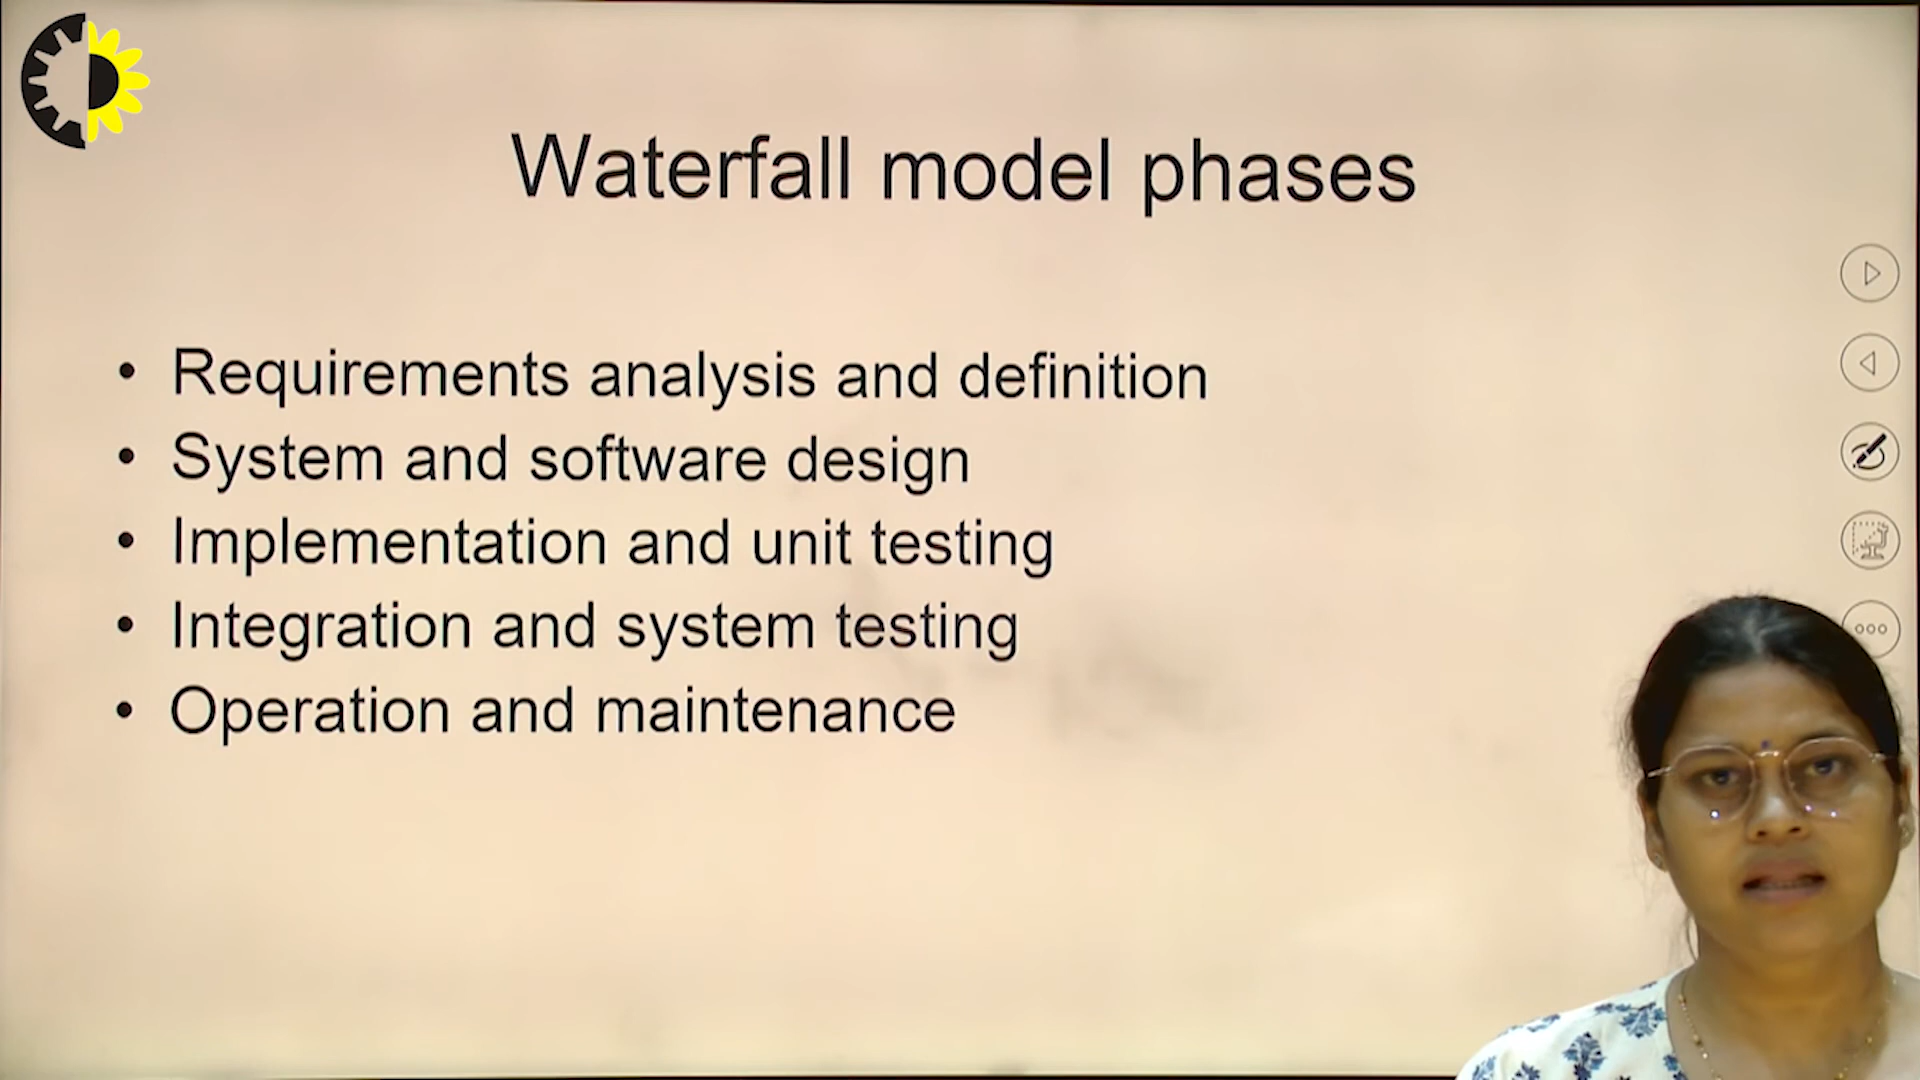 Waterfall model phases
• Requirements analysis and definition
• System and software design
• Implementation and unit testing
• Integration and system testing
• Operation and maintenance